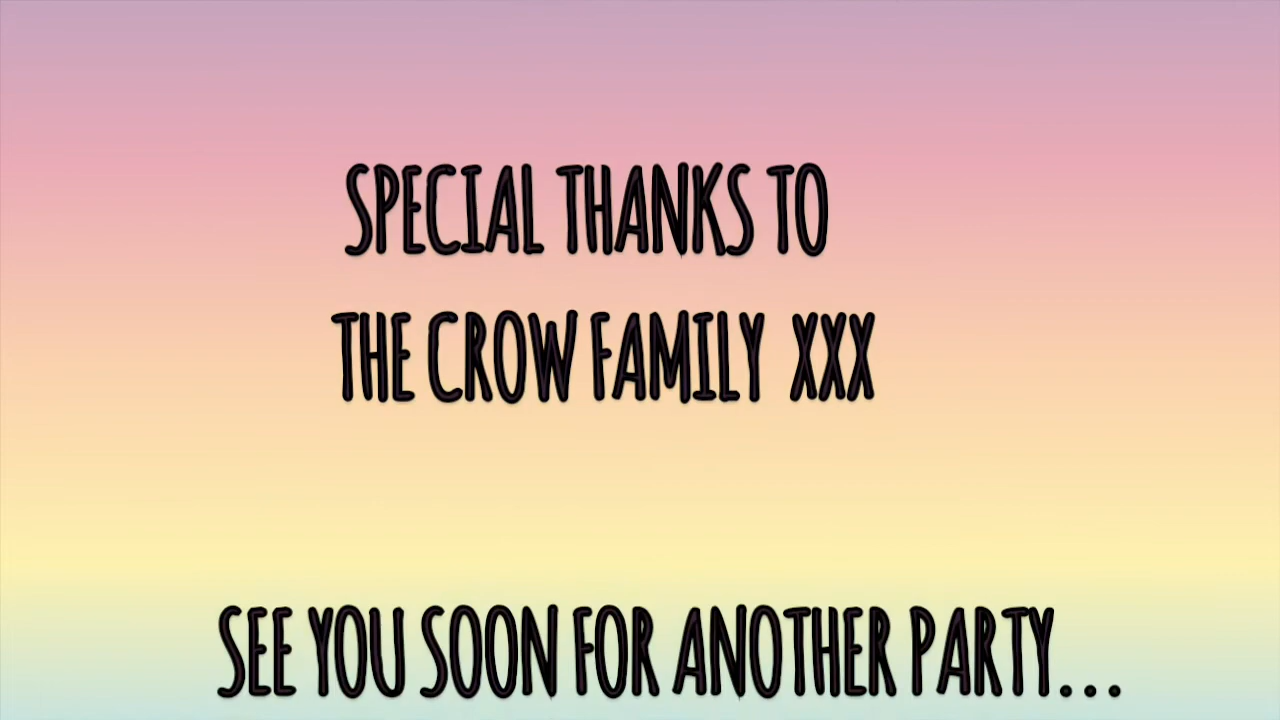 SPECIAL THANKS TO
THE CROW FAMILY XXX
SEE YOU SOON FOR ANOTHER PARTY...